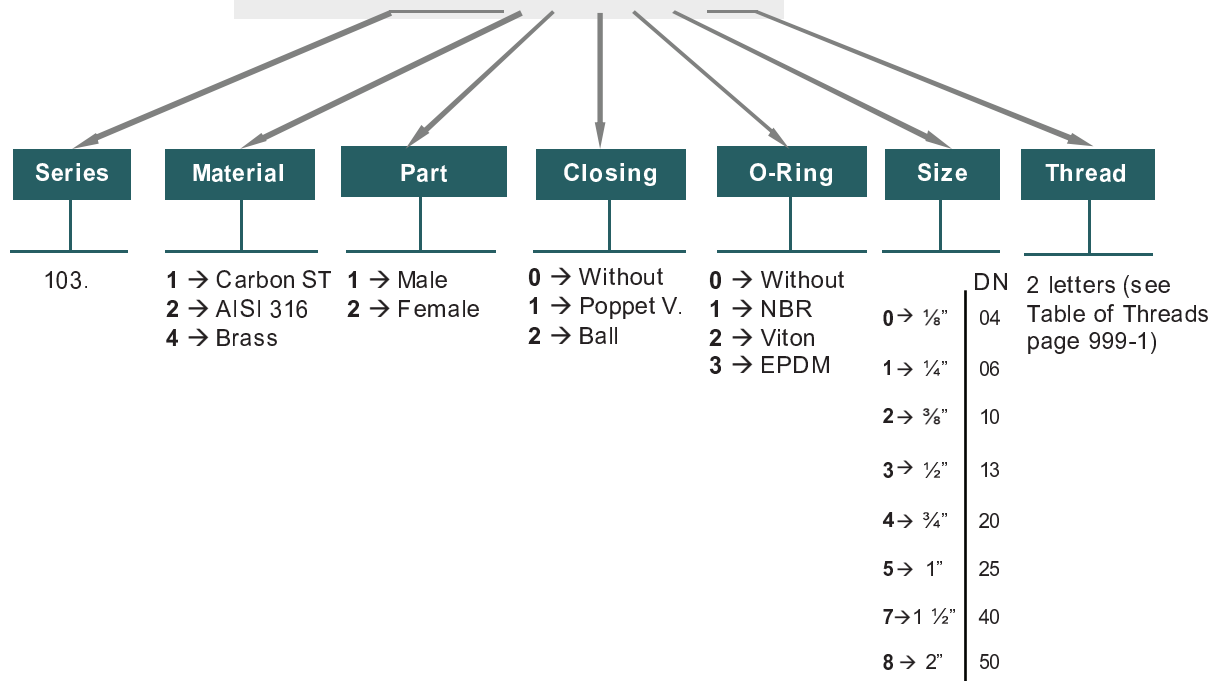 Series
Material
Part
Closing
O-Ring
Size
Thread
103.
1 → Carbon ST
2 → AISI 316
4 → Brass
1 → Male
2 → Female
0 → Without
1 → Poppet V.
2 → Ball
0 → Without
1 → NBR
2 → Viton
3 → EPDM
DN
0→ ⅛” 04
1→ ¼” 06
2→ ⅜” 10
3→ ½” 13
4→ ¾” 20
5→ 1” 25
7→1 ½” 40
8 → 2” 50
2 letters (see
Table of Threads
page 999-1)